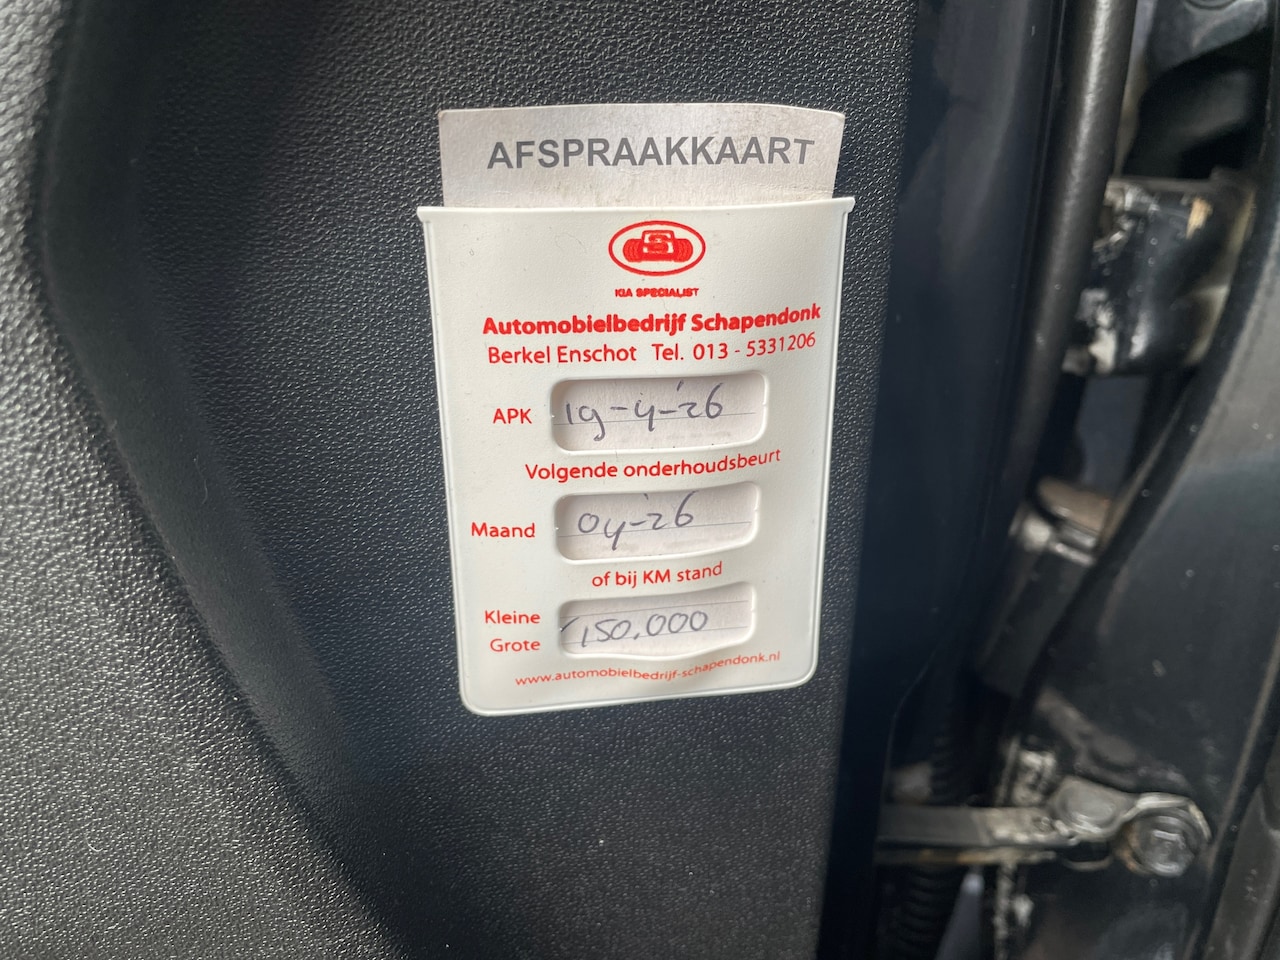 AFSPRAAKKAART
S
KIA SPECIALIST
Automobielbedrijf Schapendonk
Berkel Enschot Tel. 013 - 5331206
APK 19-4-'26
Volgende onderhoudsbeurt
Maand 04-'26
of bij KM stand
Kleine
Grote 150.000
www.automobielbedrijf-schapendonk.nl